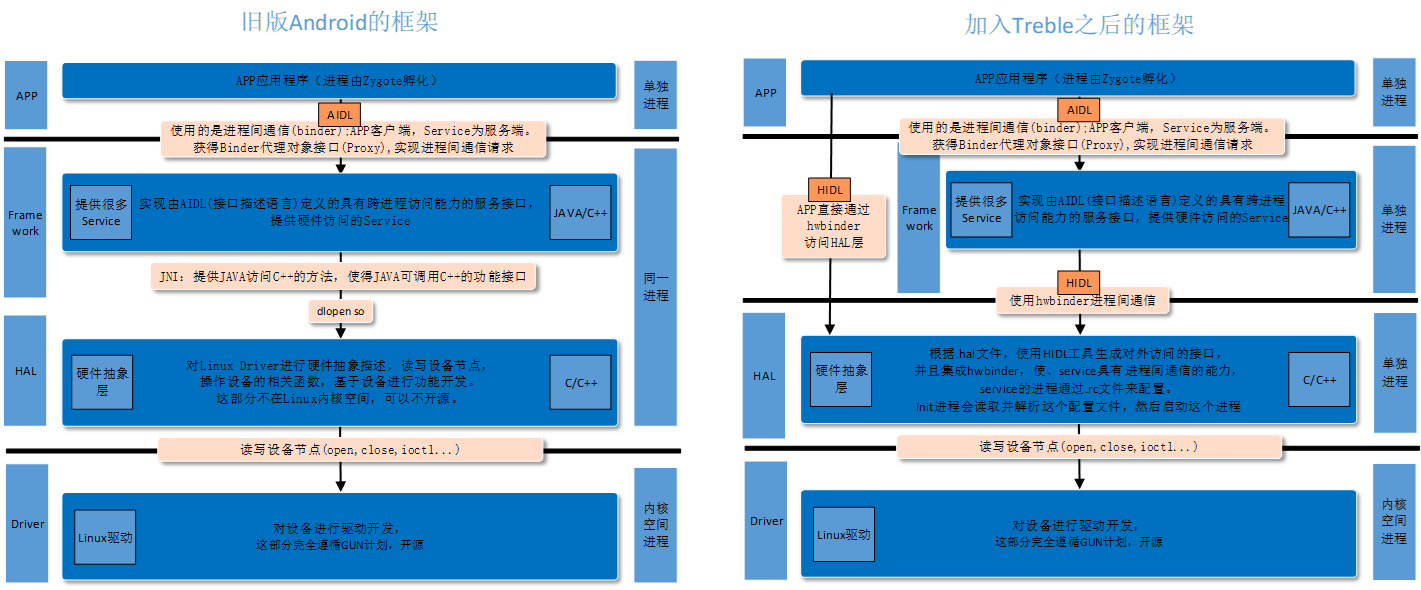 旧版Android的框架
APP
APP应用程序（进程由Zygote孵化）
单独
进程
AIDL
使用的是进程间通信(binder):APP客户端，Service为服务端。
获得Binder代理对象接口(Proxy),实现进程间通信请求
Frame
work
提供很多
Service
实现由AIDL(接口描述语言)定义的具有跨进程访问能力的服务接口，
提供硬件访问的Service
JAVA/C++
同一
进程
JNI：提供JAVA访问C++的方法，使得JAVA可调用C++的功能接口
dlopen so
HAL
硬件抽象
层
对Linux Driver进行硬件抽象描述，读写设备节点，
操作设备的相关函数，基于设备进行功能开发。
这部分不在Linux内核空间，可以不开源。
C/C++
读写设备节点(open,close,ioctl...)
Driver
Linux驱动
对设备进行驱动开发，
这部分完全遵循GUN计划，开源
内核
空间
进程
加入Treble之后的框架
APP
APP应用程序（进程由Zygote孵化）
单独
进程
AIDL
使用的是进程间通信(binder):APP客户端，Service为服务端。
获得Binder代理对象接口(Proxy),实现进程间通信请求
HIDL
APP直接通过
hwbinder
访问HAL层
Frame
work
提供很多
Service
实现由AIDL(接口描述语言)定义的具有跨进程
访问能力的服务接口，提供硬件访问的Service
JAVA/C++
单独
进程
HIDL
使用hwbinder进程间通信
HAL
硬件抽象
层
根据.hal文件，使用HIDL工具生成对外访问的接口，
并且集成hwbinder，使、service具有进程间通信的能力，
service的进程通过.rc文件来配置。
Init进程会读取并解析这个配置文件，然后启动这个进程
C/C++
单独
进程
读写设备节点(open,close,ioctl...)
Driver
Linux驱动
对设备进行驱动开发，
这部分完全遵循GUN计划，开源
内核
空间
进程